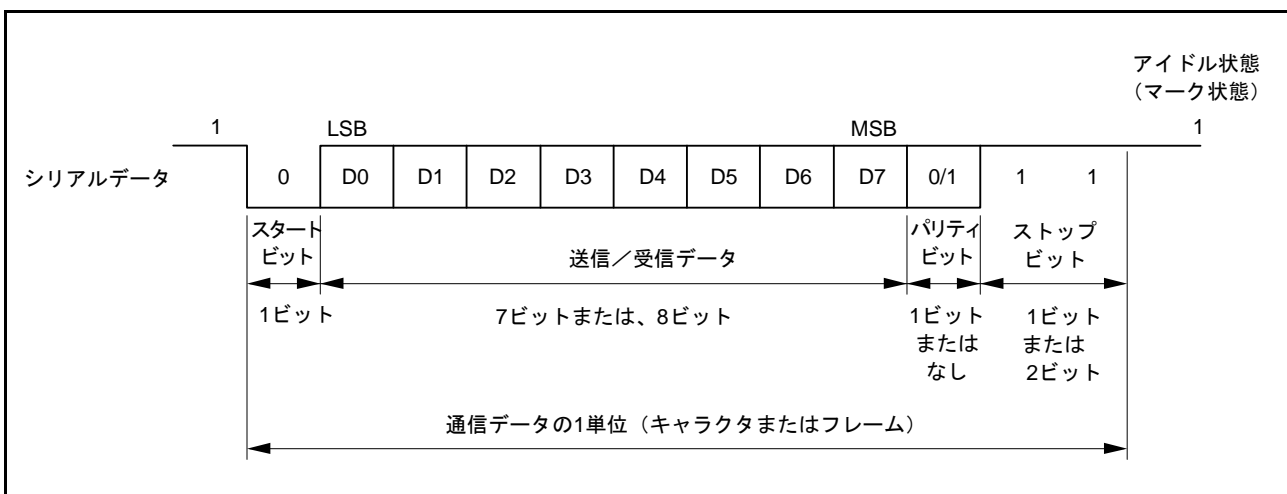 アイドル状態
(マーク状態)
1 LSB MSB 1
シリアルデータ 0 D0 D1 D2 D3 D4 D5 D6 D7 0/1 1 1
スタート
ビット
送信/受信データ
パリティ
ビット
ストップ
ビット
1ビット
7ビットまたは、8ビット
1ビット
または
なし
1ビット
または
2ビット
通信データの1単位(キャラクタまたはフレーム)